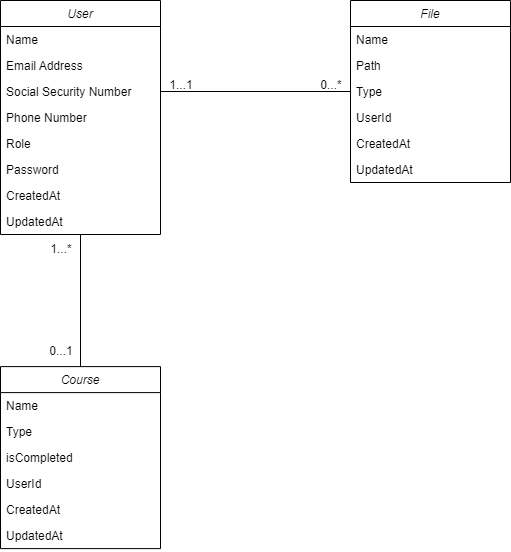 User
Name
Email Address
Social Security Number
Phone Number
Role
Password
CreatedAt
UpdatedAt
1...1
0...*
File
Name
Path
Type
UserId
CreatedAt
UpdatedAt
1...*
0...1
Course
Name
Type
isCompleted
UserId
CreatedAt
UpdatedAt